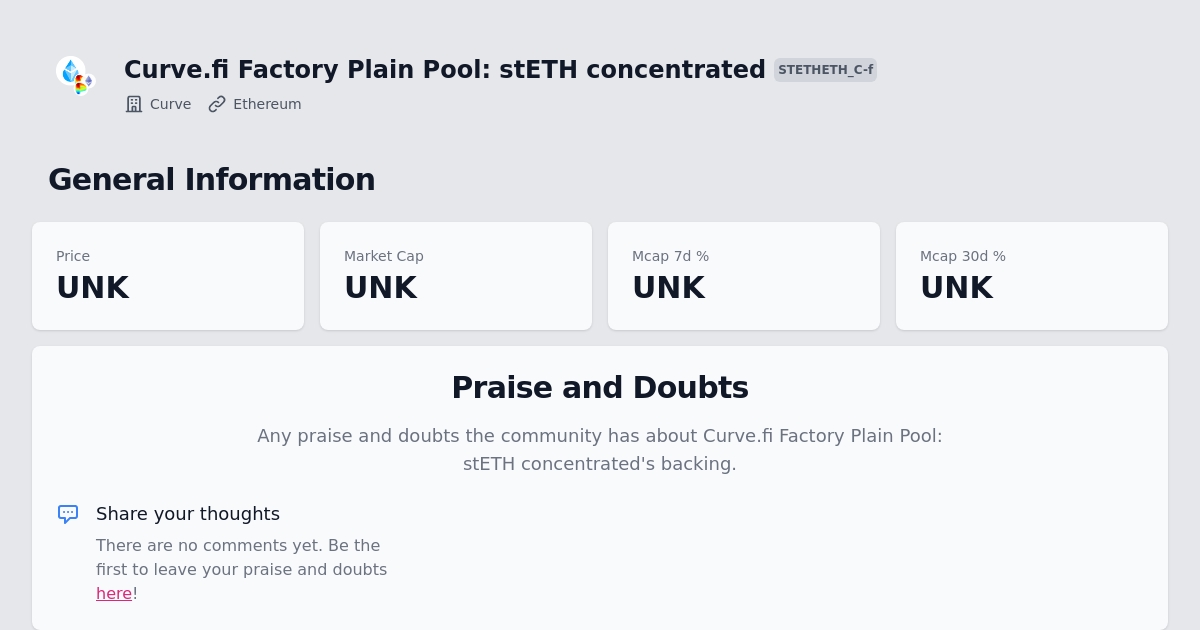 Curve.fi Factory Plain Pool: stETH concentrated STETHETH_C-f
Curve Ethereum
General Information
Price Market Cap Mcap 7d % Mcap 30d %
UNK UNK UNK UNK
Praise and Doubts
Any praise and doubts the community has about Curve.fi Factory Plain Pool:
stETH concentrated's backing.
Share your thoughts
There are no comments yet. Be the
first to leave your praise and doubts
here!